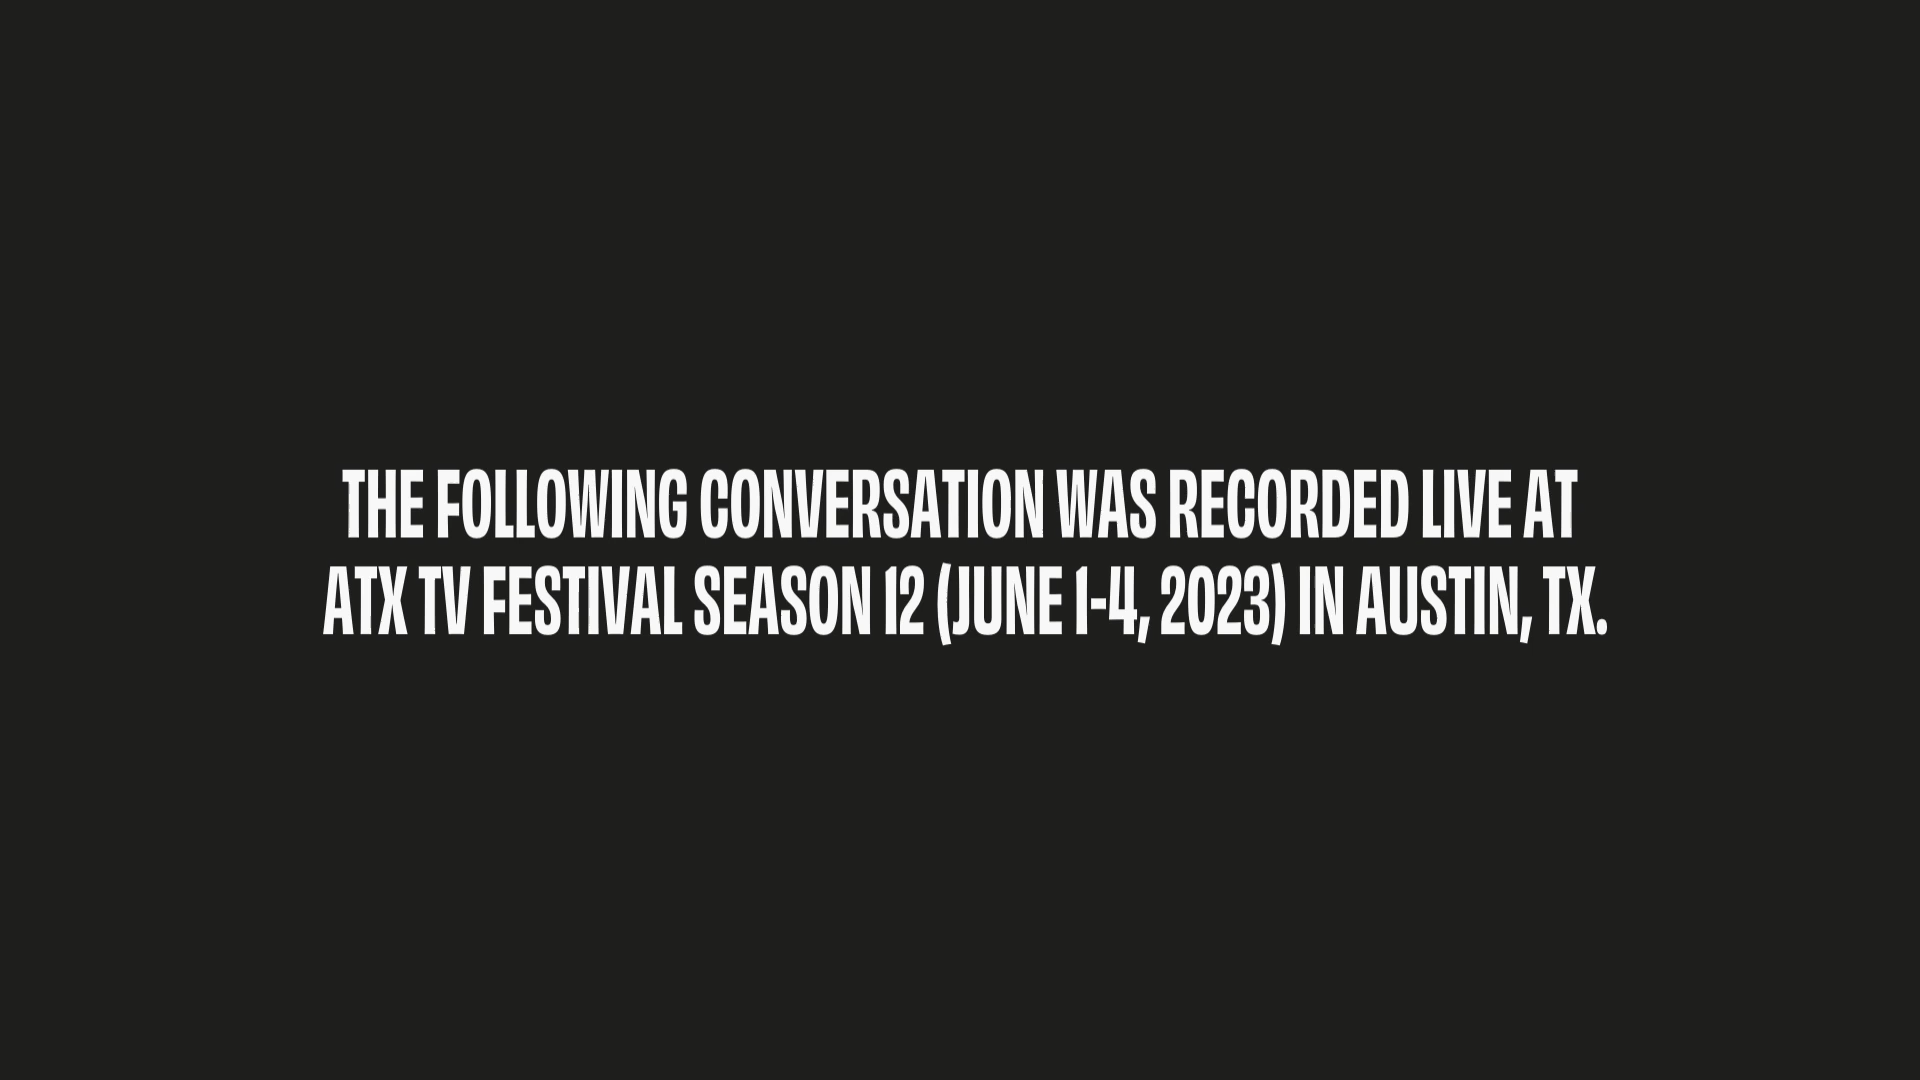 THE FOLLOWING CONVERSATION WAS RECORDED LIVE AT
ATX TV FESTIVAL SEASON 12 (JUNE 1-4, 2023) IN AUSTIN, TX.